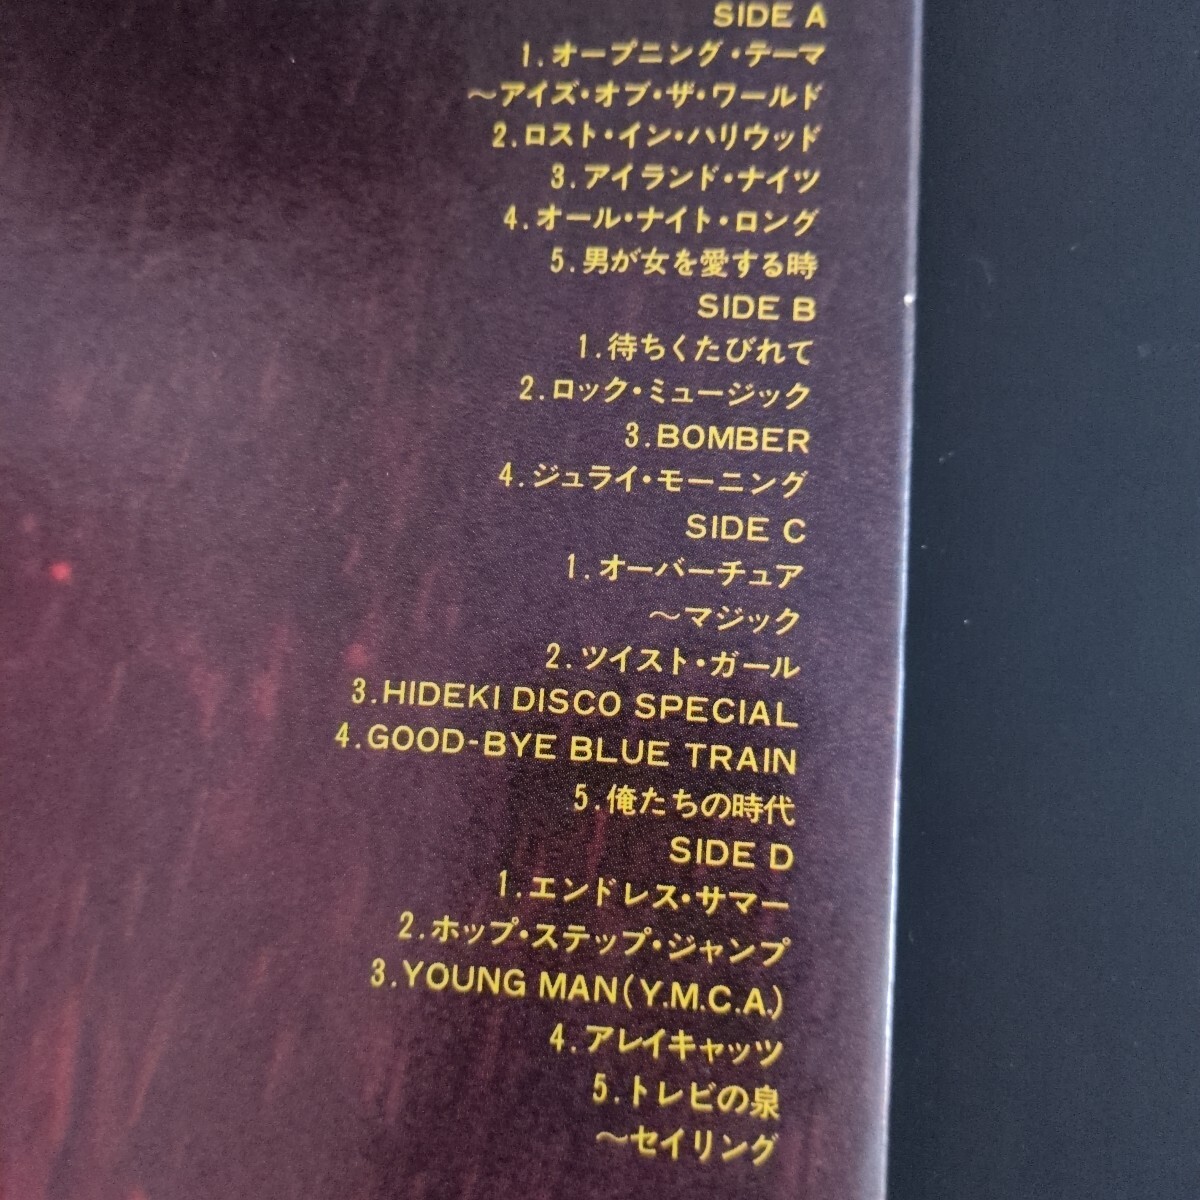 SIDE A
1.オープニング・テーマ
〜アイズ・オブ・ザ・ワールド
2.ロスト・イン・ハリウッド
3.アイランド・ナイツ
4.オール・ナイト・ロング
5.男が女を愛する時
SIDE B
1.待ちくたびれて
2.ロック・ミュージック
3.BOMBER
4.ジュライ・モーニング
SIDE C
1.オーバーチュア
〜マジック
2.ツイスト・ガール
3.HIDEKI DISCO SPECIAL
4.GOOD-BYE BLUE TRAIN
5.俺たちの時代
SIDE D
1.エンドレス・サマー
2.ホップ・ステップ・ジャンプ
3.YOUNG MAN(Y.M.C.A.)
4.アレイキャッツ
5.トレビの泉
〜セイリング